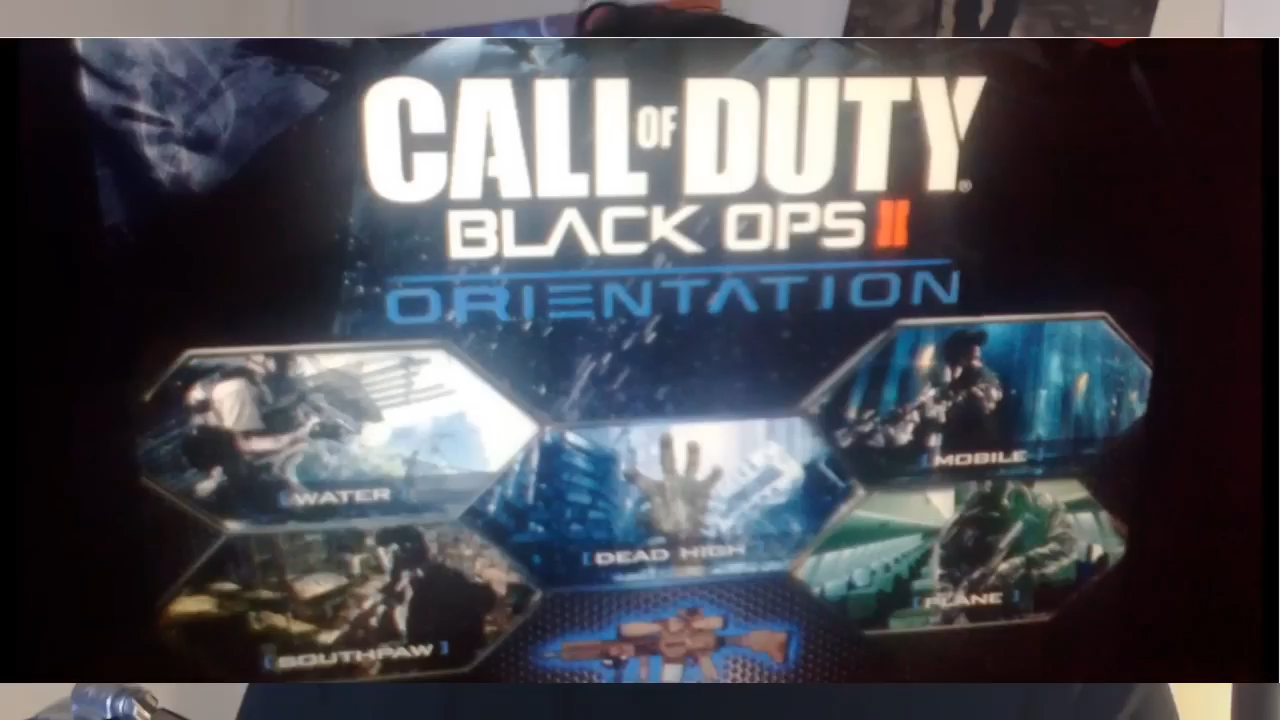 CALL OF DUTY®
BLACK OPS II
ORIENTATION
[ WATER ]
[ MOBILE ]
[ DEAD HIGH ]
[ SOUTHPAW ]
[ PLANE ]